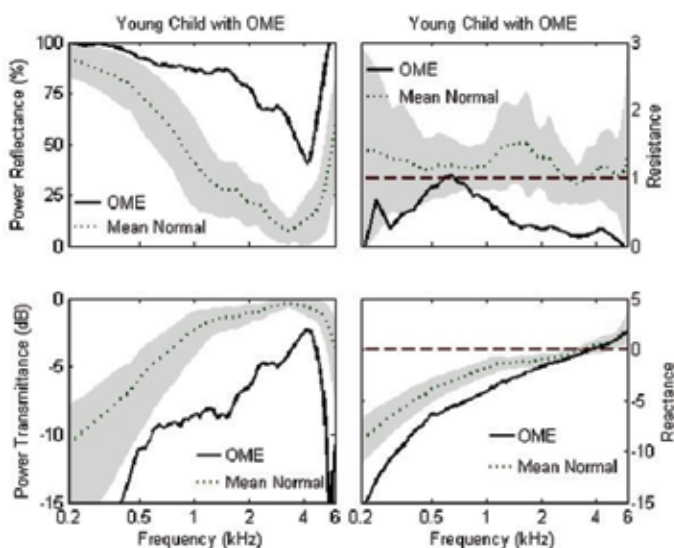 Young Child with OME
100
75
50
25
0
Power Reflectance (%)
OME
Mean Normal
Young Child with OME
3
2
1
0
Resistance
OME
Mean Normal
0
-5
-10
-15
Power Transmittance (dB)
OME
Mean Normal
0.2 0.5 1 2 4 6
Frequency (kHz)
5
0
-5
-10
-15
Reactance
OME
Mean Normal
0.2 0.5 1 2 4 6
Frequency (kHz)